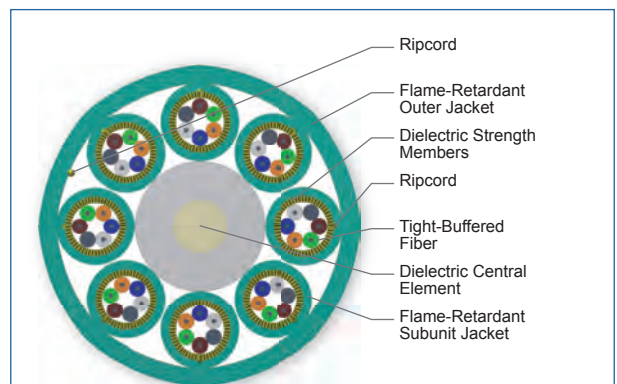 Ripcord
Flame-Retardant
Outer Jacket
Dielectric Strength
Members
Ripcord
Tight-Buffered
Fiber
Dielectric Central
Element
Flame-Retardant
Subunit Jacket